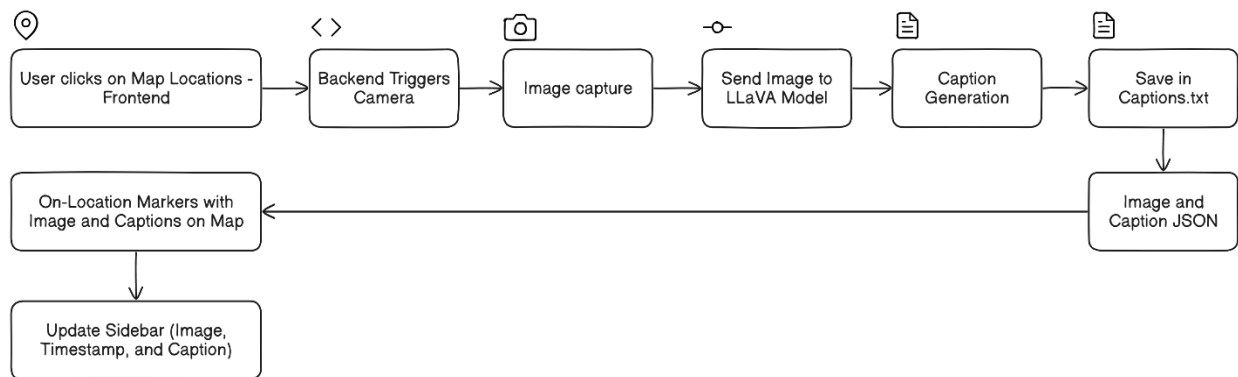 User clicks on Map Locations -
Frontend
Backend Triggers
Camera
Image capture
Send Image to
LLaVA Model
Caption
Generation
Save in
Captions.txt
On-Location Markers with
Image and Captions on Map
Image and
Caption JSON
Update Sidebar (Image,
Timestamp, and Caption)